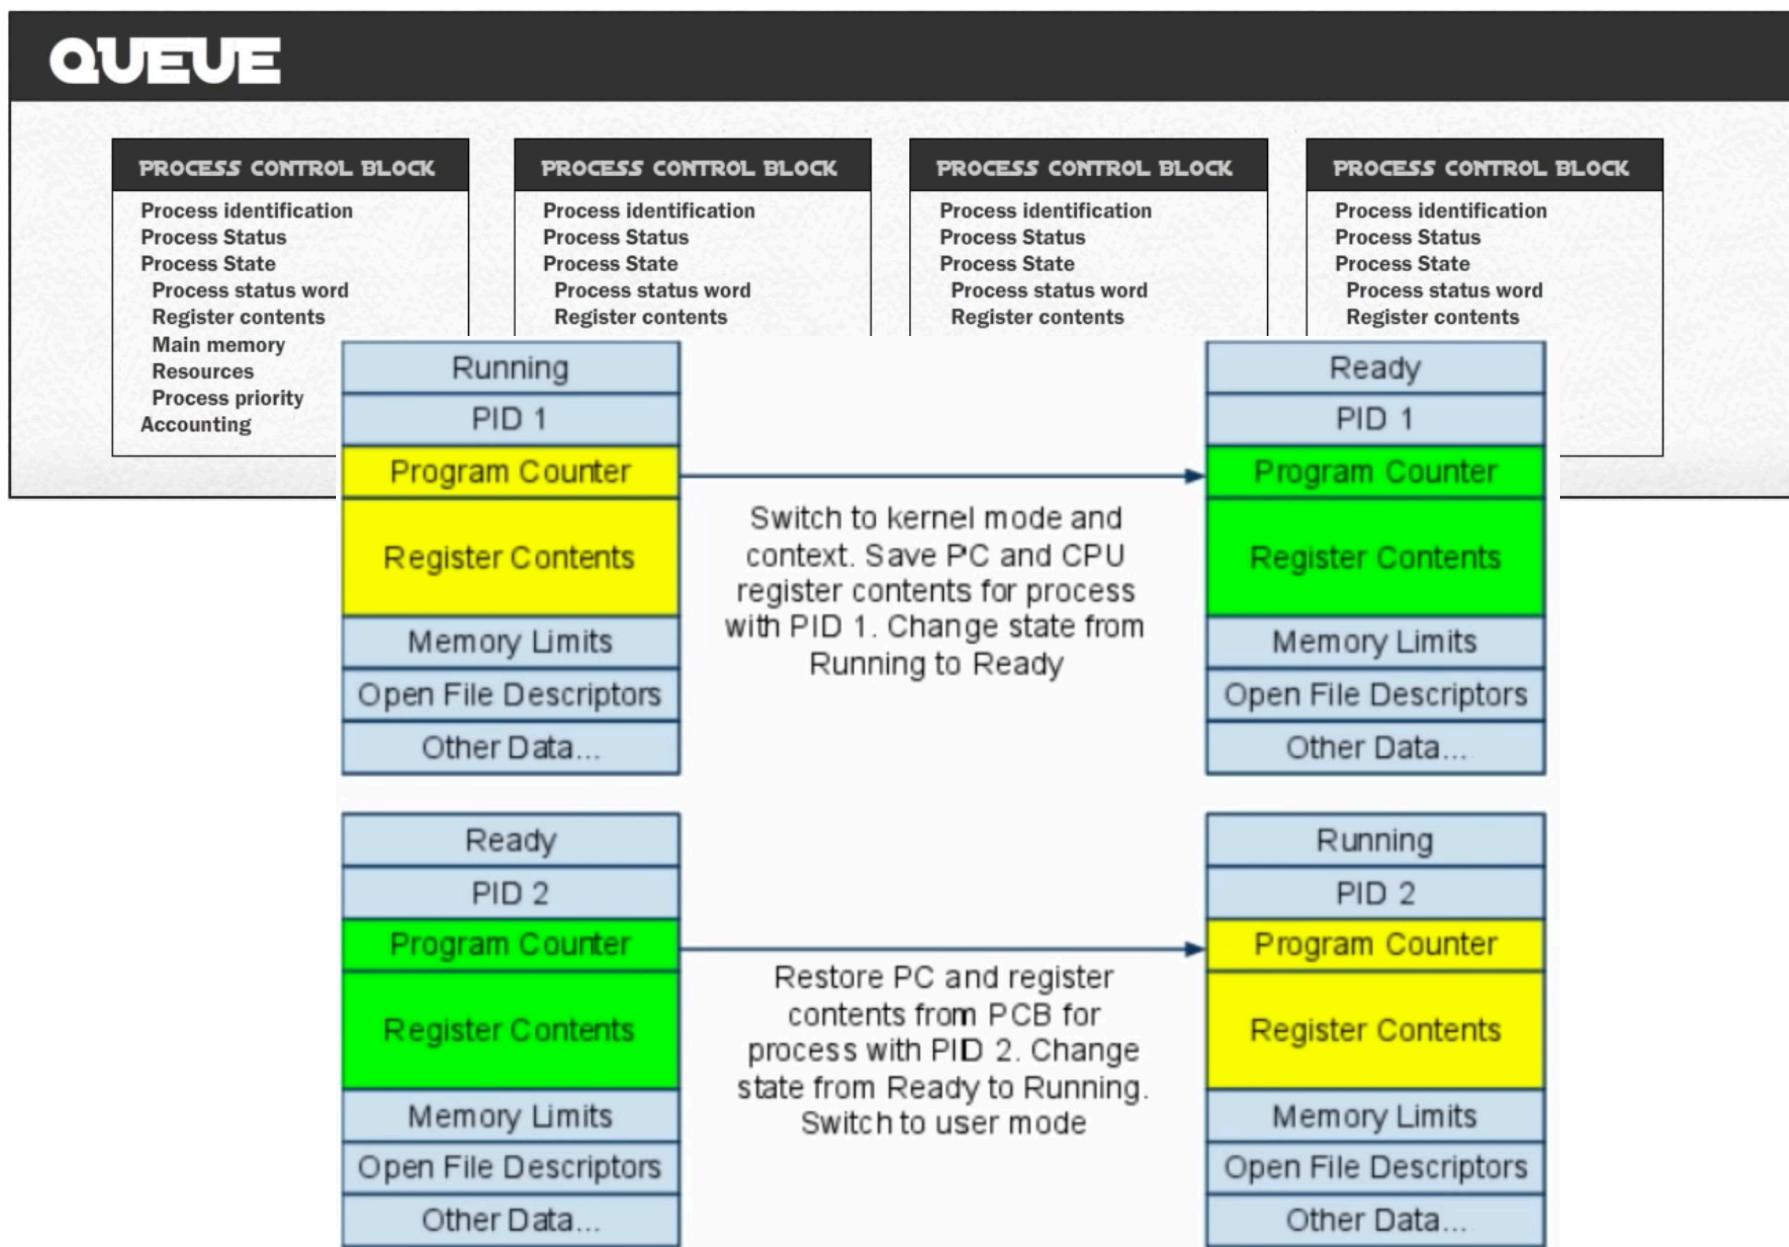 QUEUE
PROCESS CONTROL BLOCK
Process identification
Process Status
Process State
Process status word
Register contents
Main memory
Resources
Process priority
Accounting
PROCESS CONTROL BLOCK
Process identification
Process Status
Process State
Process status word
Register contents
PROCESS CONTROL BLOCK
Process identification
Process Status
Process State
Process status word
Register contents
PROCESS CONTROL BLOCK
Process identification
Process Status
Process State
Process status word
Register contents
Running
PID 1
Program Counter
Register Contents
Memory Limits
Open File Descriptors
Other Data...
Switch to kernel mode and
context. Save PC and CPU
register contents for process
with PID 1. Change state from
Running to Ready
Ready
PID 1
Program Counter
Register Contents
Memory Limits
Open File Descriptors
Other Data...
Ready
PID 2
Program Counter
Register Contents
Memory Limits
Open File Descriptors
Other Data...
Restore PC and register
contents from PCB for
process with PID 2. Change
state from Ready to Running.
Switch to user mode
Running
PID 2
Program Counter
Register Contents
Memory Limits
Open File Descriptors
Other Data...